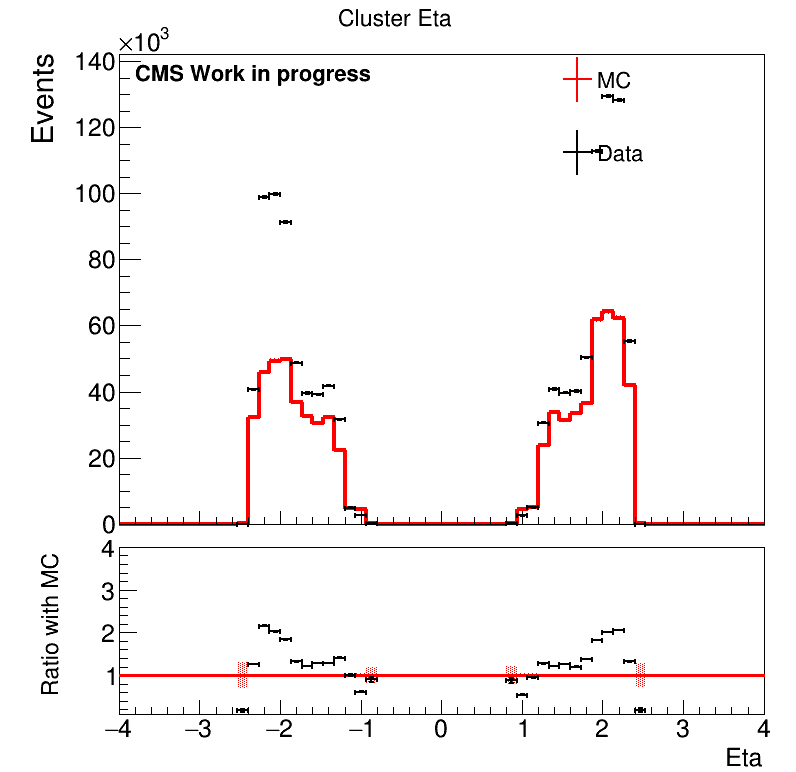 Cluster Eta
×10³
CMS Work in progress
MC
Data
Events
140
120
100
80
60
40
20
0
Ratio with MC
4
3
2
1
−4 −3 −2 −1 0 1 2 3 4
Eta